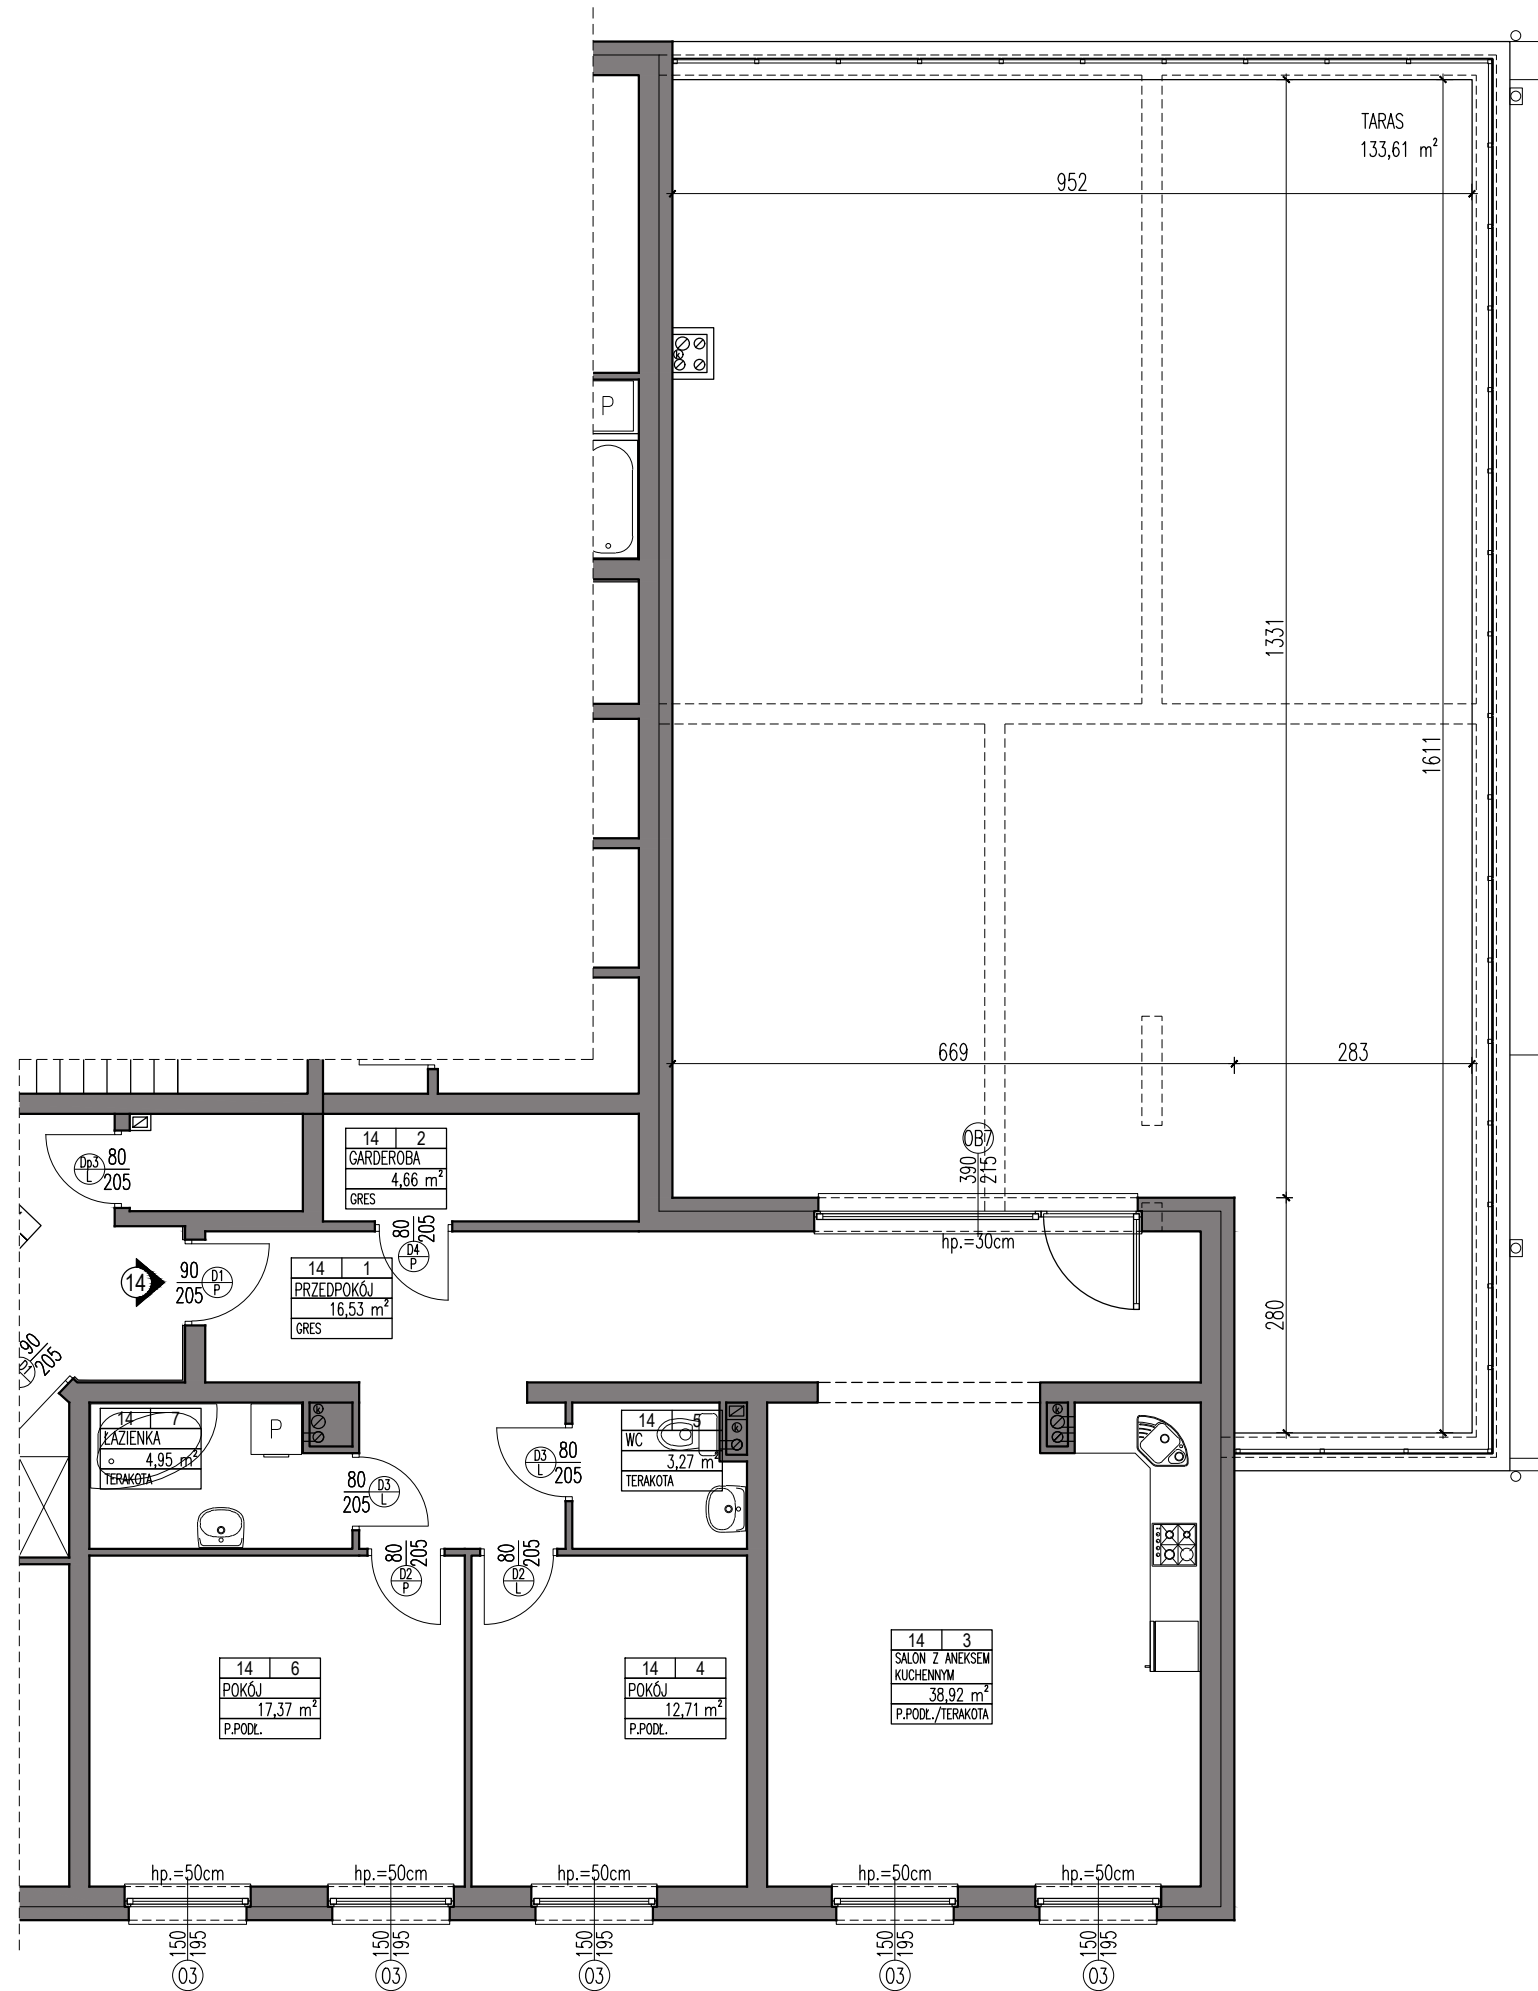 TARAS
133,61 m²
952
P
1331
1611
669
283
OB7
390
215
hp.=30cm
280
Dp3
L
80
205
14 2
GARDEROBA
4,66 m²
GRES
80
205
D4
P
14
90
205
D1
P
14 1
PRZEDPOKÓJ
16,53 m²
GRES
90
205
14 7
ŁAZIENKA
4,95 m²
TERAKOTA
P
k
80
205
D3
L
D3
L
80
205
14 5
WC
3,27 m²
TERAKOTA
k
k
80
205
D2
P
80
205
D2
L
14 6
POKÓJ
17,37 m²
P.PODŁ.
14 4
POKÓJ
12,71 m²
P.PODŁ.
14 3
SALON Z ANEKSEM
KUCHENNYM
38,92 m²
P.PODŁ./TERAKOTA
hp.=50cm
hp.=50cm
hp.=50cm
hp.=50cm
hp.=50cm
150
195
150
195
150
195
150
195
150
195
03
03
03
03
03